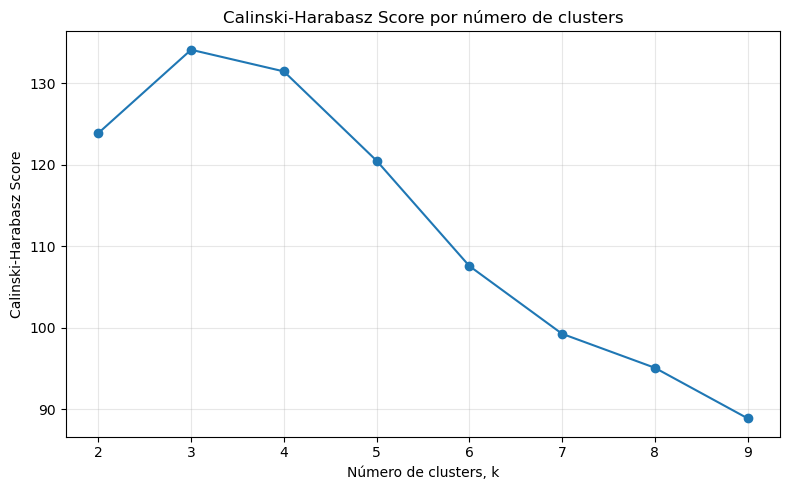 Calinski-Harabasz Score por número de clusters
Calinski-Harabasz Score
130
120
110
100
90
2 3 4 5 6 7 8 9
Número de clusters, k